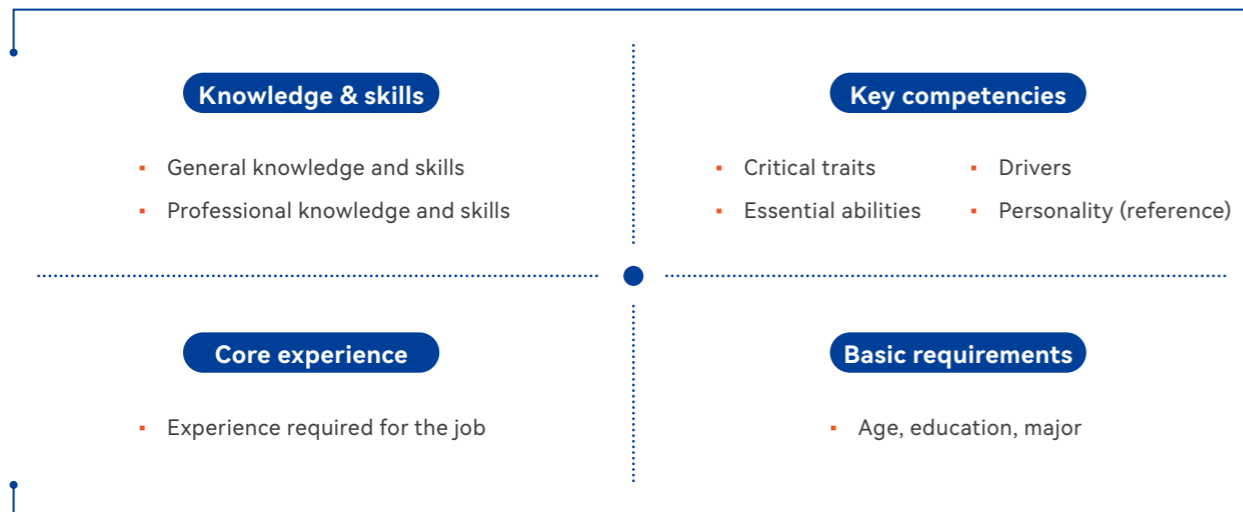 Knowledge & skills
General knowledge and skills
Professional knowledge and skills
Key competencies
Critical traits
Drivers
Essential abilities
Personality (reference)
Core experience
Experience required for the job
Basic requirements
Age, education, major